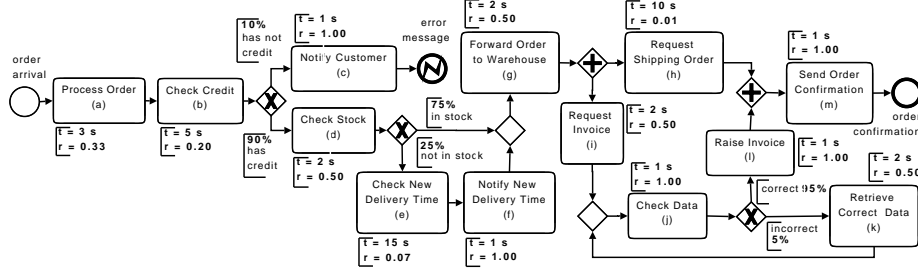 order
arrival
Process Order
(a)
t = 3 s
r = 0.33
Check Credit
(b)
t = 5 s
r = 0.20
X
10%
has not
credit
90%
has
credit
t = 1 s
r = 1.00
Notify Customer
(c)
error
message
Check Stock
(d)
t = 2 s
r = 0.50
X
75%
in stock
25%
not in stock
Check New
Delivery Time
(e)
t = 15 s
r = 0.07
Notify New
Delivery Time
(f)
t = 1 s
r = 1.00
t = 2 s
r = 0.50
Forward Order
to Warehouse
(g)
t = 10 s
r = 0.01
Request
Shipping Order
(h)
Request
Invoice
(i)
t = 2 s
r = 0.50
t = 1 s
r = 1.00
Check Data
(j)
X
correct 95%
incorrect
5%
t = 2 s
r = 0.50
Retrieve
Correct Data
(k)
Raise Invoice
(l)
t = 1 s
r = 1.00
t = 1 s
r = 1.00
Send Order
Confirmation
(m)
order
confirmation